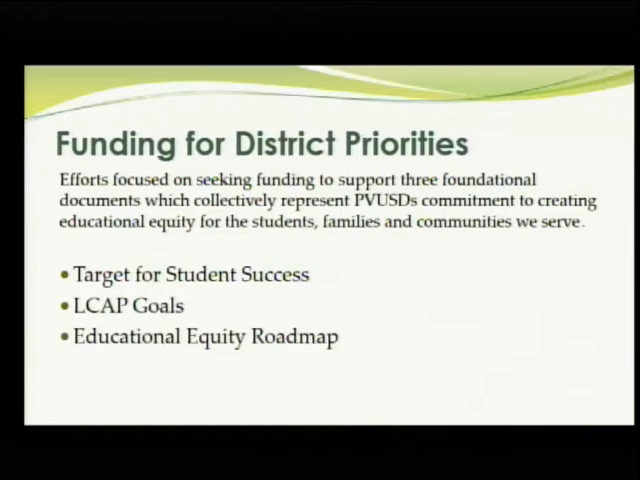 Funding for District Priorities
Efforts focused on seeking funding to support three foundational
documents which collectively represent PVUSDs commitment to creating
educational equity for the students, families and communities we serve.
• Target for Student Success
• LCAP Goals
• Educational Equity Roadmap